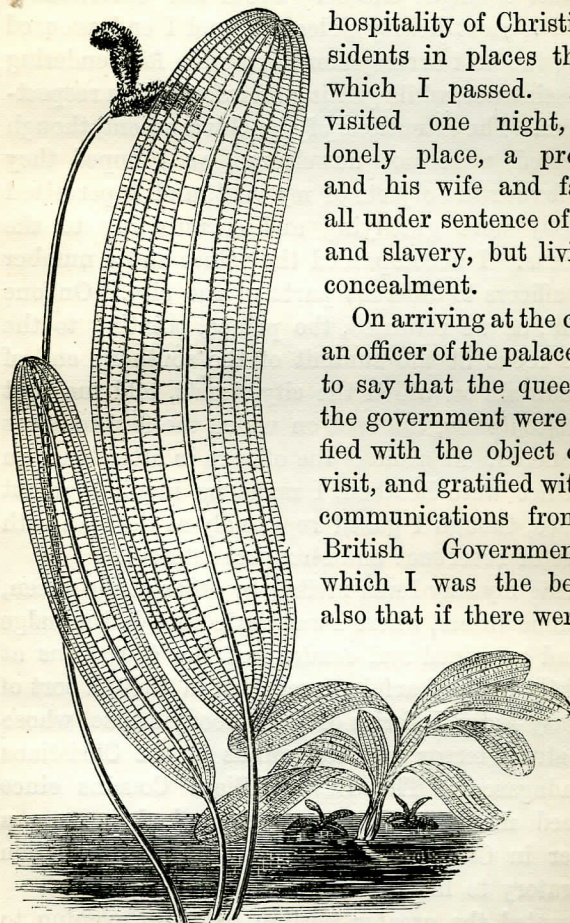 hospitality of Christi
sidents in places th
which I passed.
visited one night,
lonely place, a pr
and his wife and f
all under sentence of
and slavery, but liv
concealment.
On arriving at the c
an officer of the palace
to say that the quee
the government were
fied with the object
visit, and gratified wit
communications from
British Governmen
which I was the be
also that if there wer